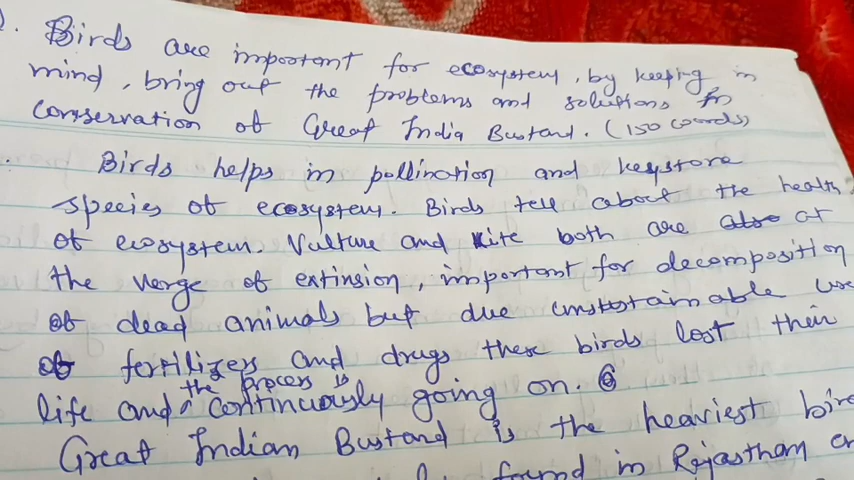 . Birds are important for ecosystem, by keeping in
mind, bring out the problems and solutions in
conservation of Great India Bustard. (150 words)
Birds helps in pollination and keystone
species of ecosystem. Birds tell about the health
of ecosystem. Vulture and kite both are at
the verge of extinsion, important for decomposition
of dead animals but due unsustainable use
of fertilizers and drugs these birds lost their
life and the process is continuously going on.
Great Indian Bustard is the heaviest bird
found in Rajasthan